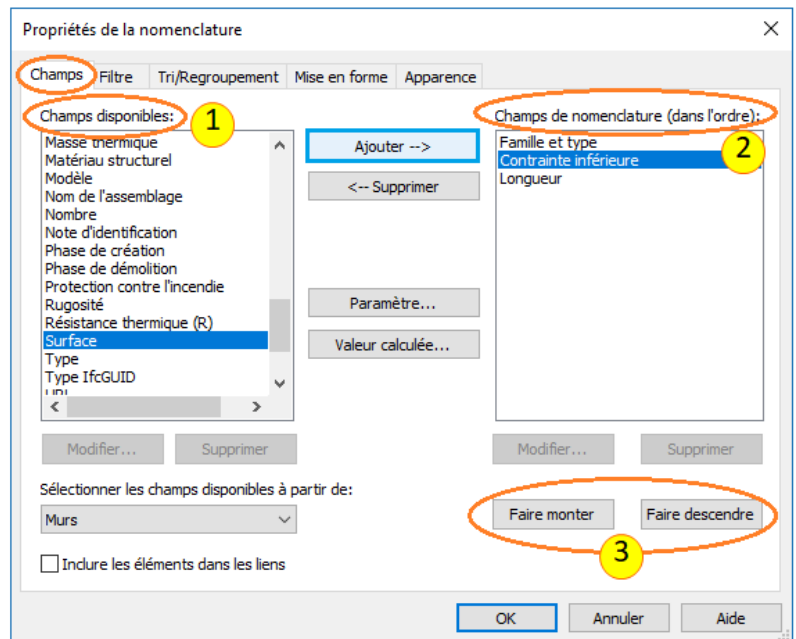 Propriétés de la nomenclature
Champs Filtre Tri/Regroupement Mise en forme Apparence
Champs disponibles:
1
Masse thermique
Matériau structurel
Modèle
Nom de l'assemblage
Nombre
Note d'identification
Phase de création
Phase de démolition
Protection contre l'incendie
Rugosité
Résistance thermique (R)
Surface
Type
Type IfcGUID
URL
Ajouter -->
<-- Supprimer
Paramètre...
Valeur calculée...
Champs de nomenclature (dans l'ordre):
2
Famille et type
Contrainte inférieure
Longueur
Modifier... Supprimer
Modifier... Supprimer
Sélectionner les champs disponibles à partir de:
Murs
Faire monter Faire descendre
3
Inclure les éléments dans les liens
OK Annuler Aide